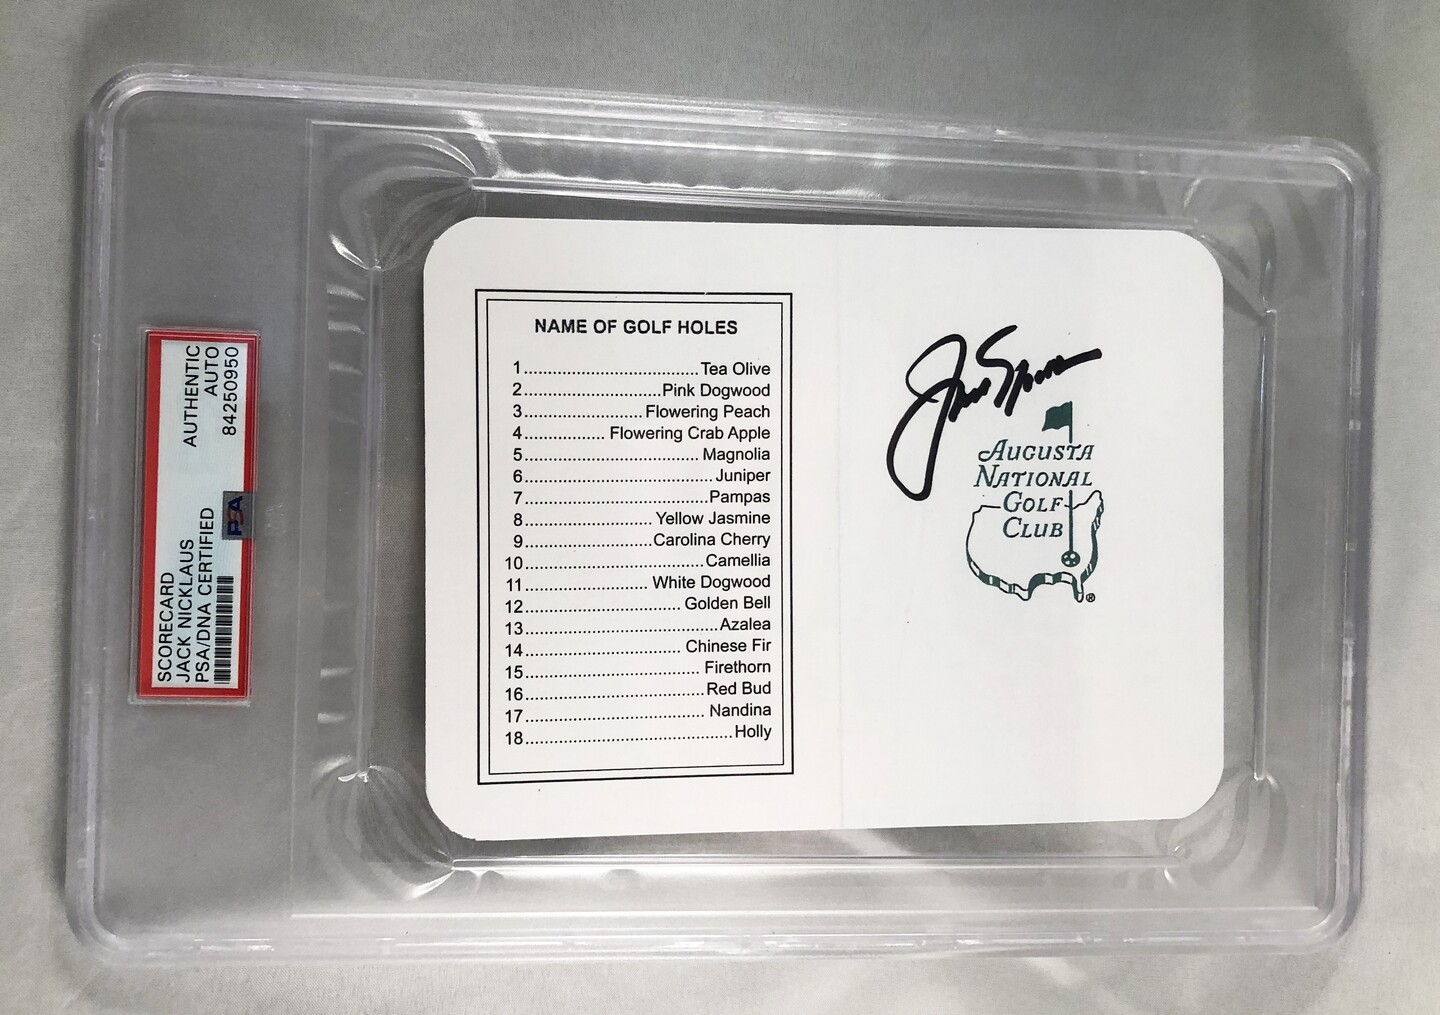 SCORECARD
JACK NICKLAUS
PSA/DNA CERTIFIED
AUTHENTIC
AUTO
84250950
PSA
NAME OF GOLF HOLES
1..........................................Tea Olive
2.................................Pink Dogwood
3.............................Flowering Peach
4................... Flowering Crab Apple
5..........................................Magnolia
6.............................................Juniper
7............................................Pampas
8...............................Yellow Jasmine
9..............................Carolina Cherry
10...........................................Camellia
11............................. White Dogwood
12..................................... Golden Bell
13..............................................Azalea
14..................................... Chinese Fir
15..........................................Firethorn
16...........................................Red Bud
17........................................... Nandina
18..................................................Holly
Jack Nicklaus
AUGUSTA
NATIONAL
GOLF
CLUB
®